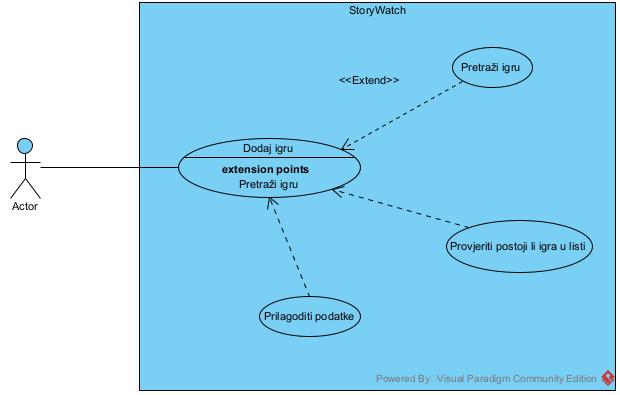 StoryWatch
Pretraži igru
<<Extend>>
Dodaj igru
extension points
Pretraži igru
Actor
Provjeriti postoji li igra u listi
Prilagoditi podatke
Powered By: Visual Paradigm Community Edition